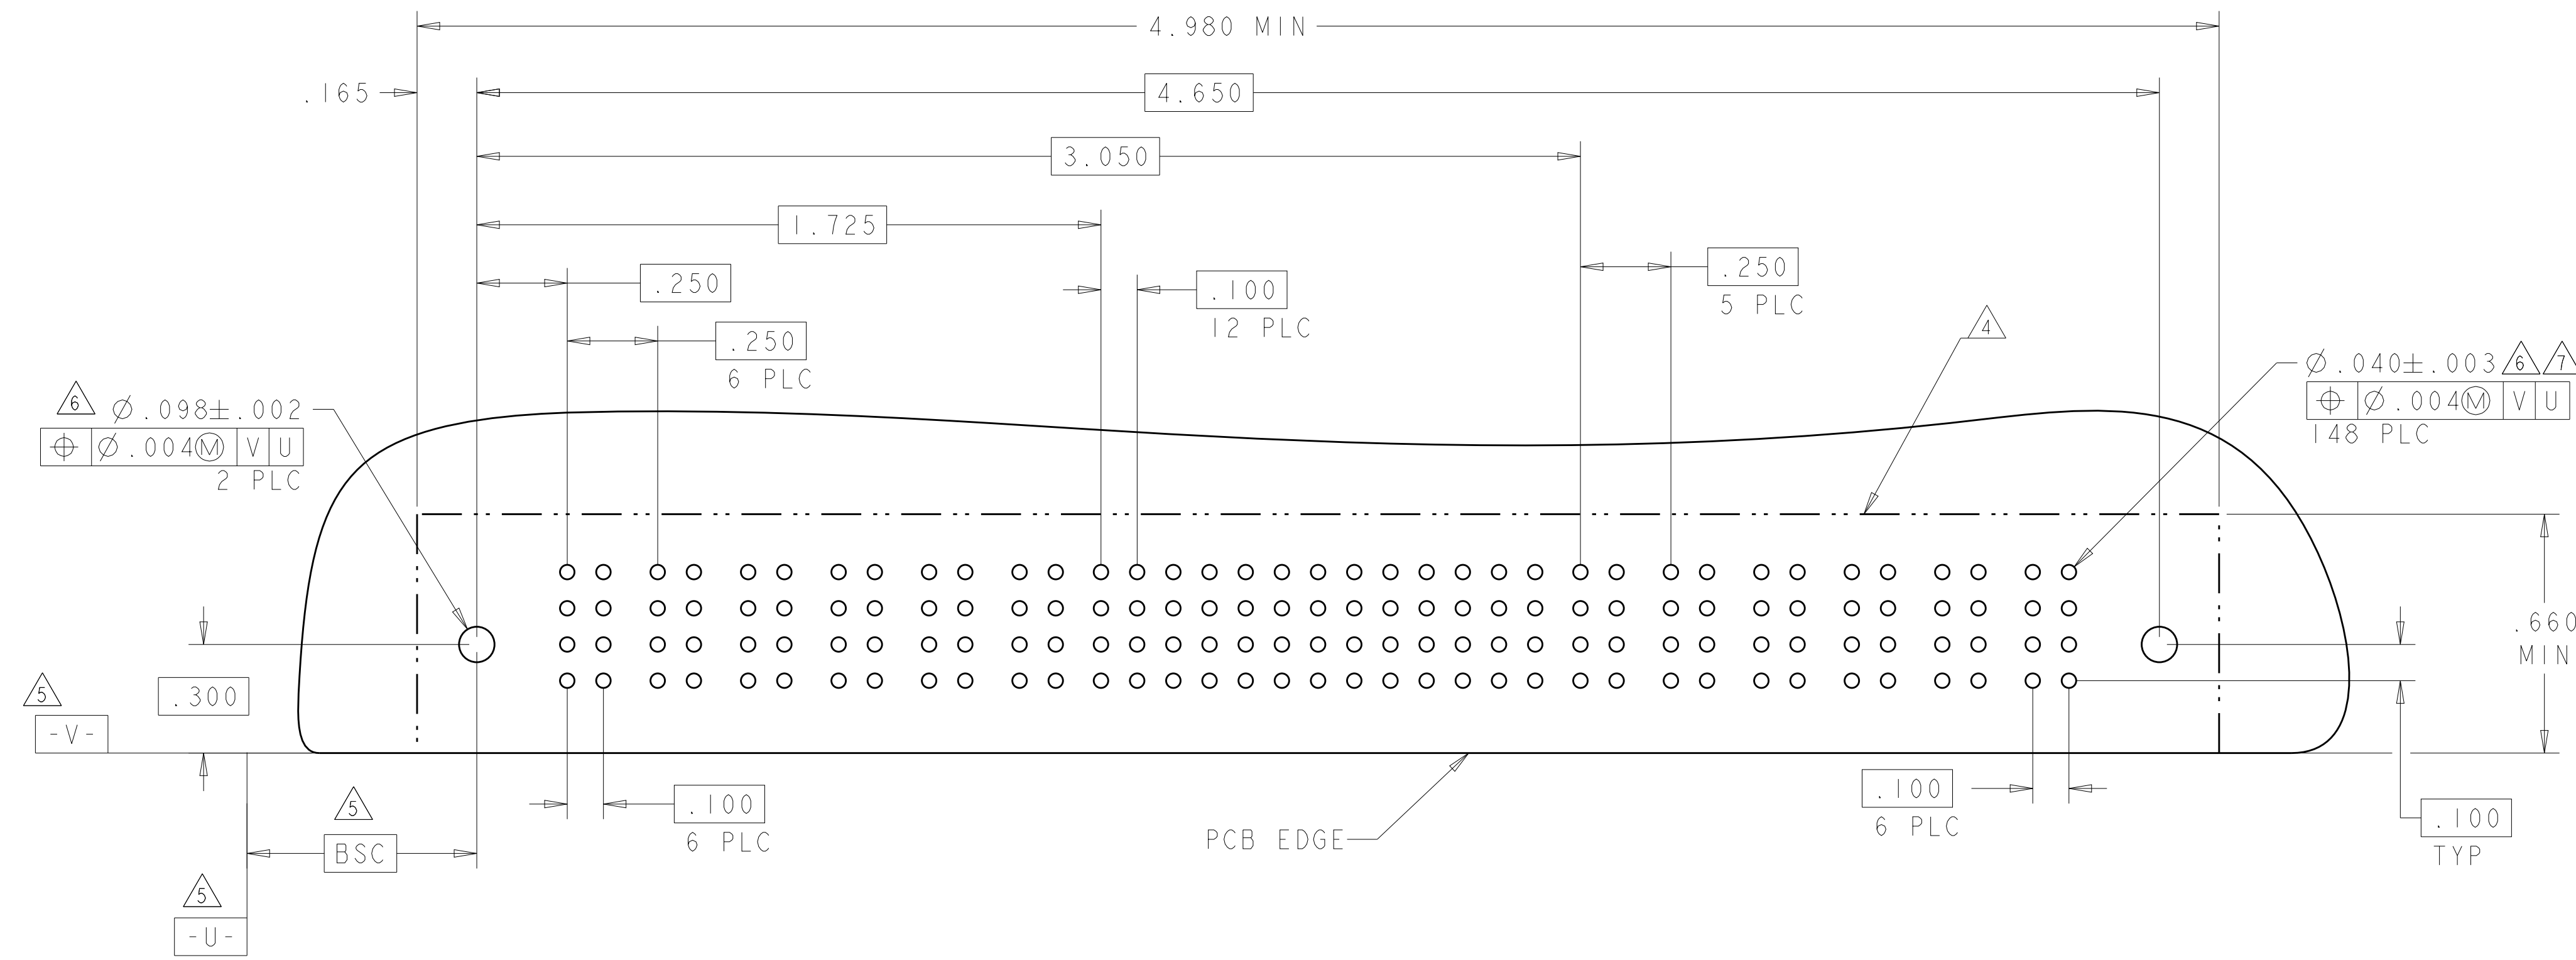 4.980 MIN
.165
4.650
3.050
1.725
.250
.100
12 PLC
.250
5 PLC
.250
6 PLC
4
6 Ø.098±.002
⌖ Ø.004Ⓜ V U
2 PLC
Ø.040±.003 6 7
⌖ Ø.004Ⓜ V U
148 PLC
.660
MIN
.300
5
-V-
.100
6 PLC
5
BSC
5
-U-
PCB EDGE
.100
6 PLC
.100
TYP